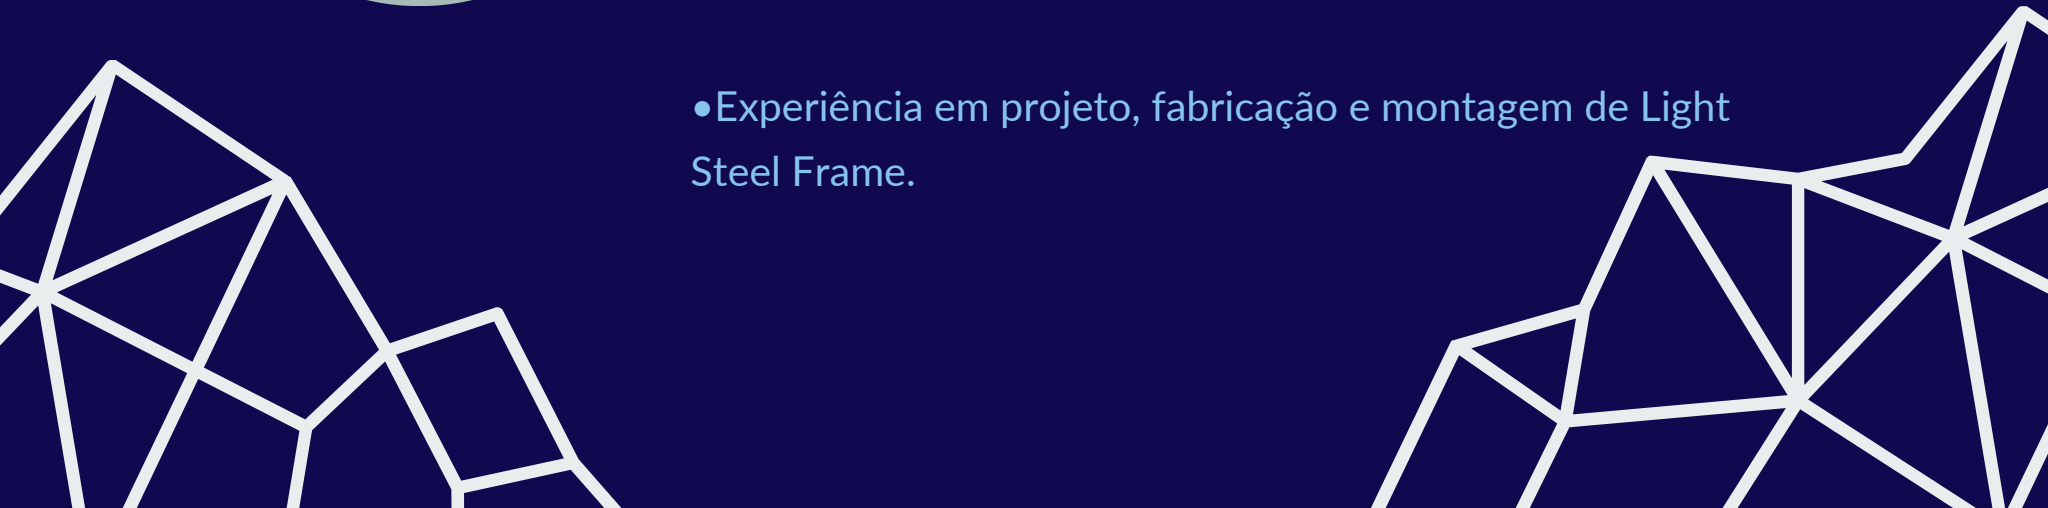 •Experiência em projeto, fabricação e montagem de Light
Steel Frame.